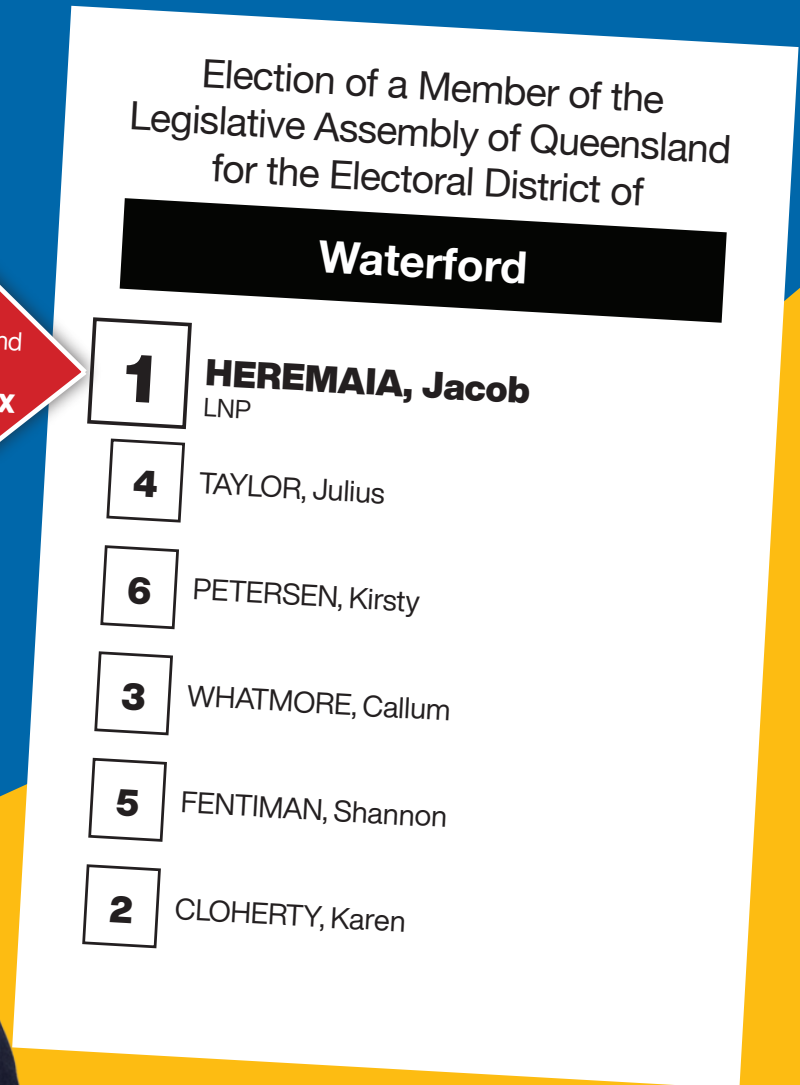 Election of a Member of the
Legislative Assembly of Queensland
for the Electoral District of
Waterford
1 HEREMAIA, Jacob
LNP
4 TAYLOR, Julius
6 PETERSEN, Kirsty
3 WHATMORE, Callum
5 FENTIMAN, Shannon
2 CLOHERTY, Karen